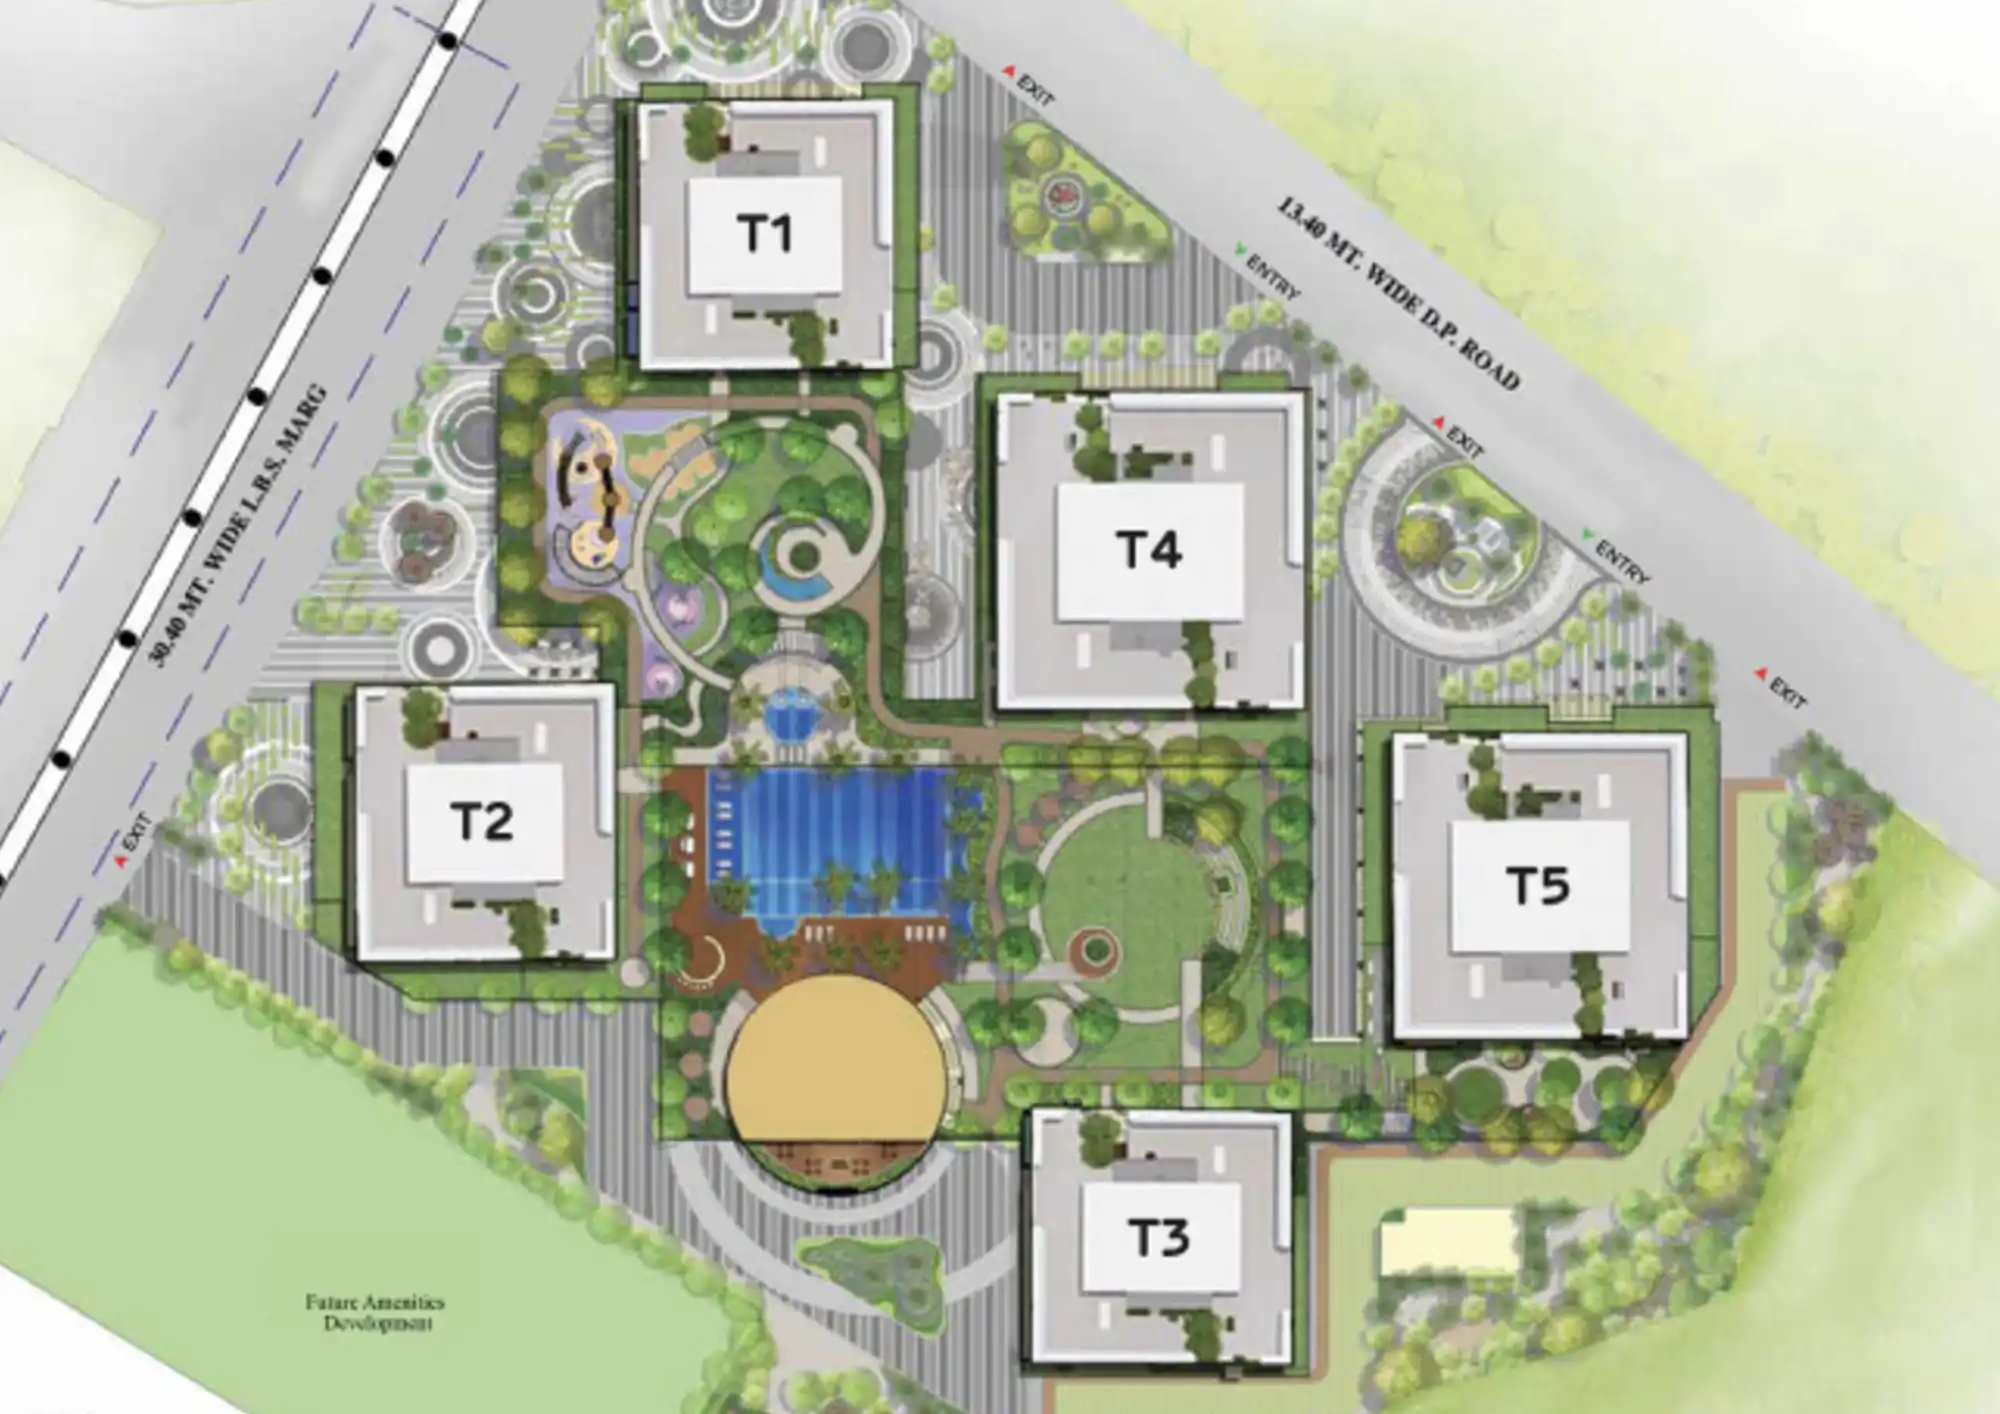 EXIT
T1
13.40 MT. WIDE D.P. ROAD
ENTRY
30.40 MT. WIDE L.B.S. MARG
EXIT
T4
ENTRY
EXIT
T2
EXIT
T5
T3
Future Amenities
Development